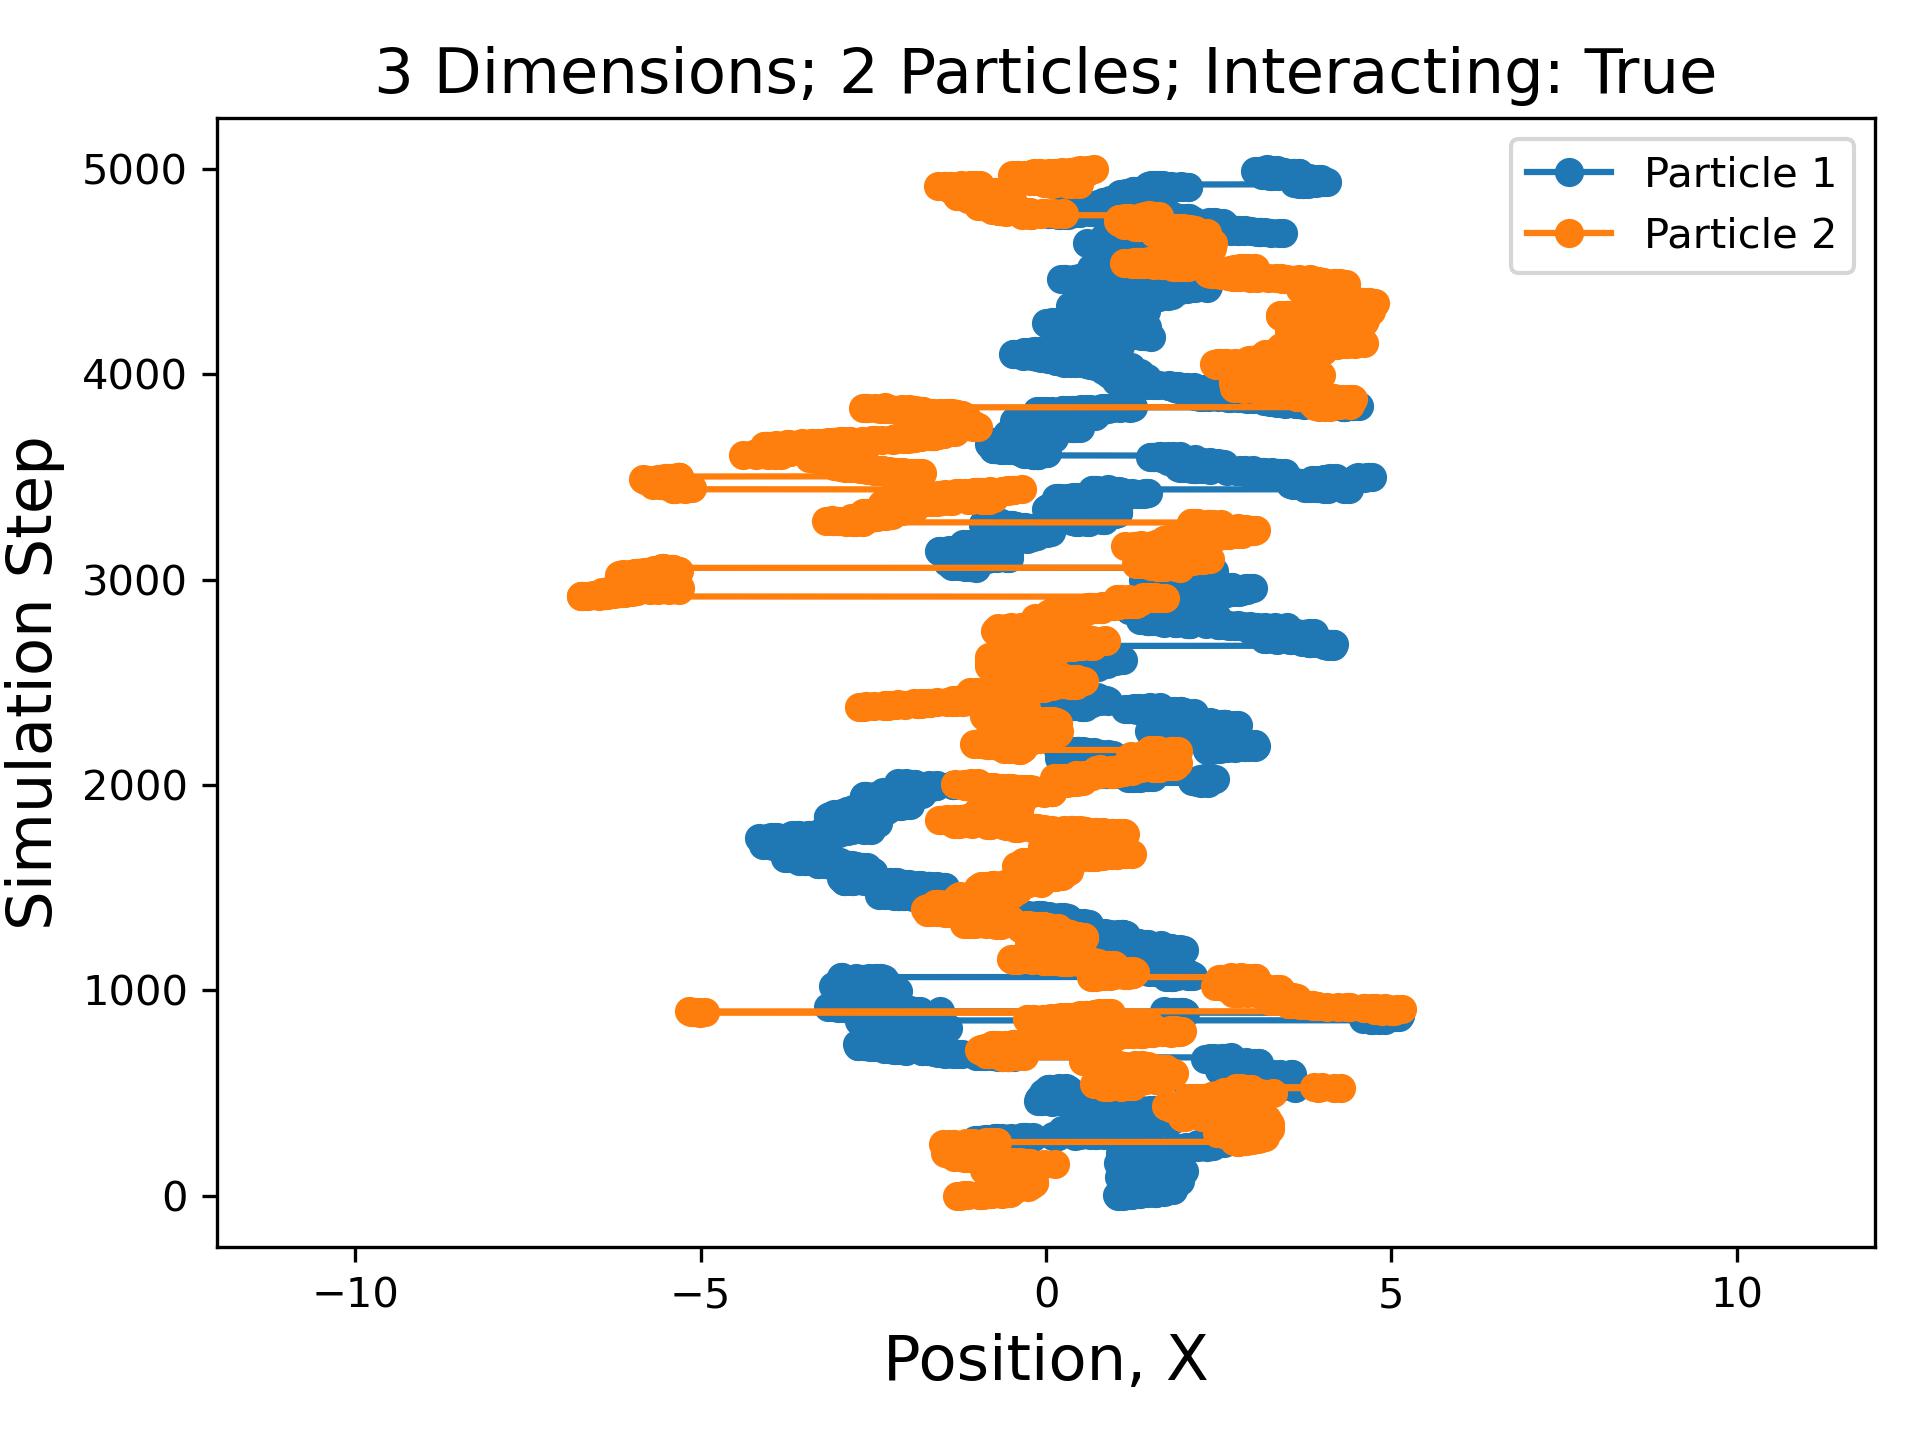 3 Dimensions; 2 Particles; Interacting: True
Particle 1
Particle 2
5000
4000
3000
2000
1000
0
Simulation Step
−10
−5
0
5
10
Position, X